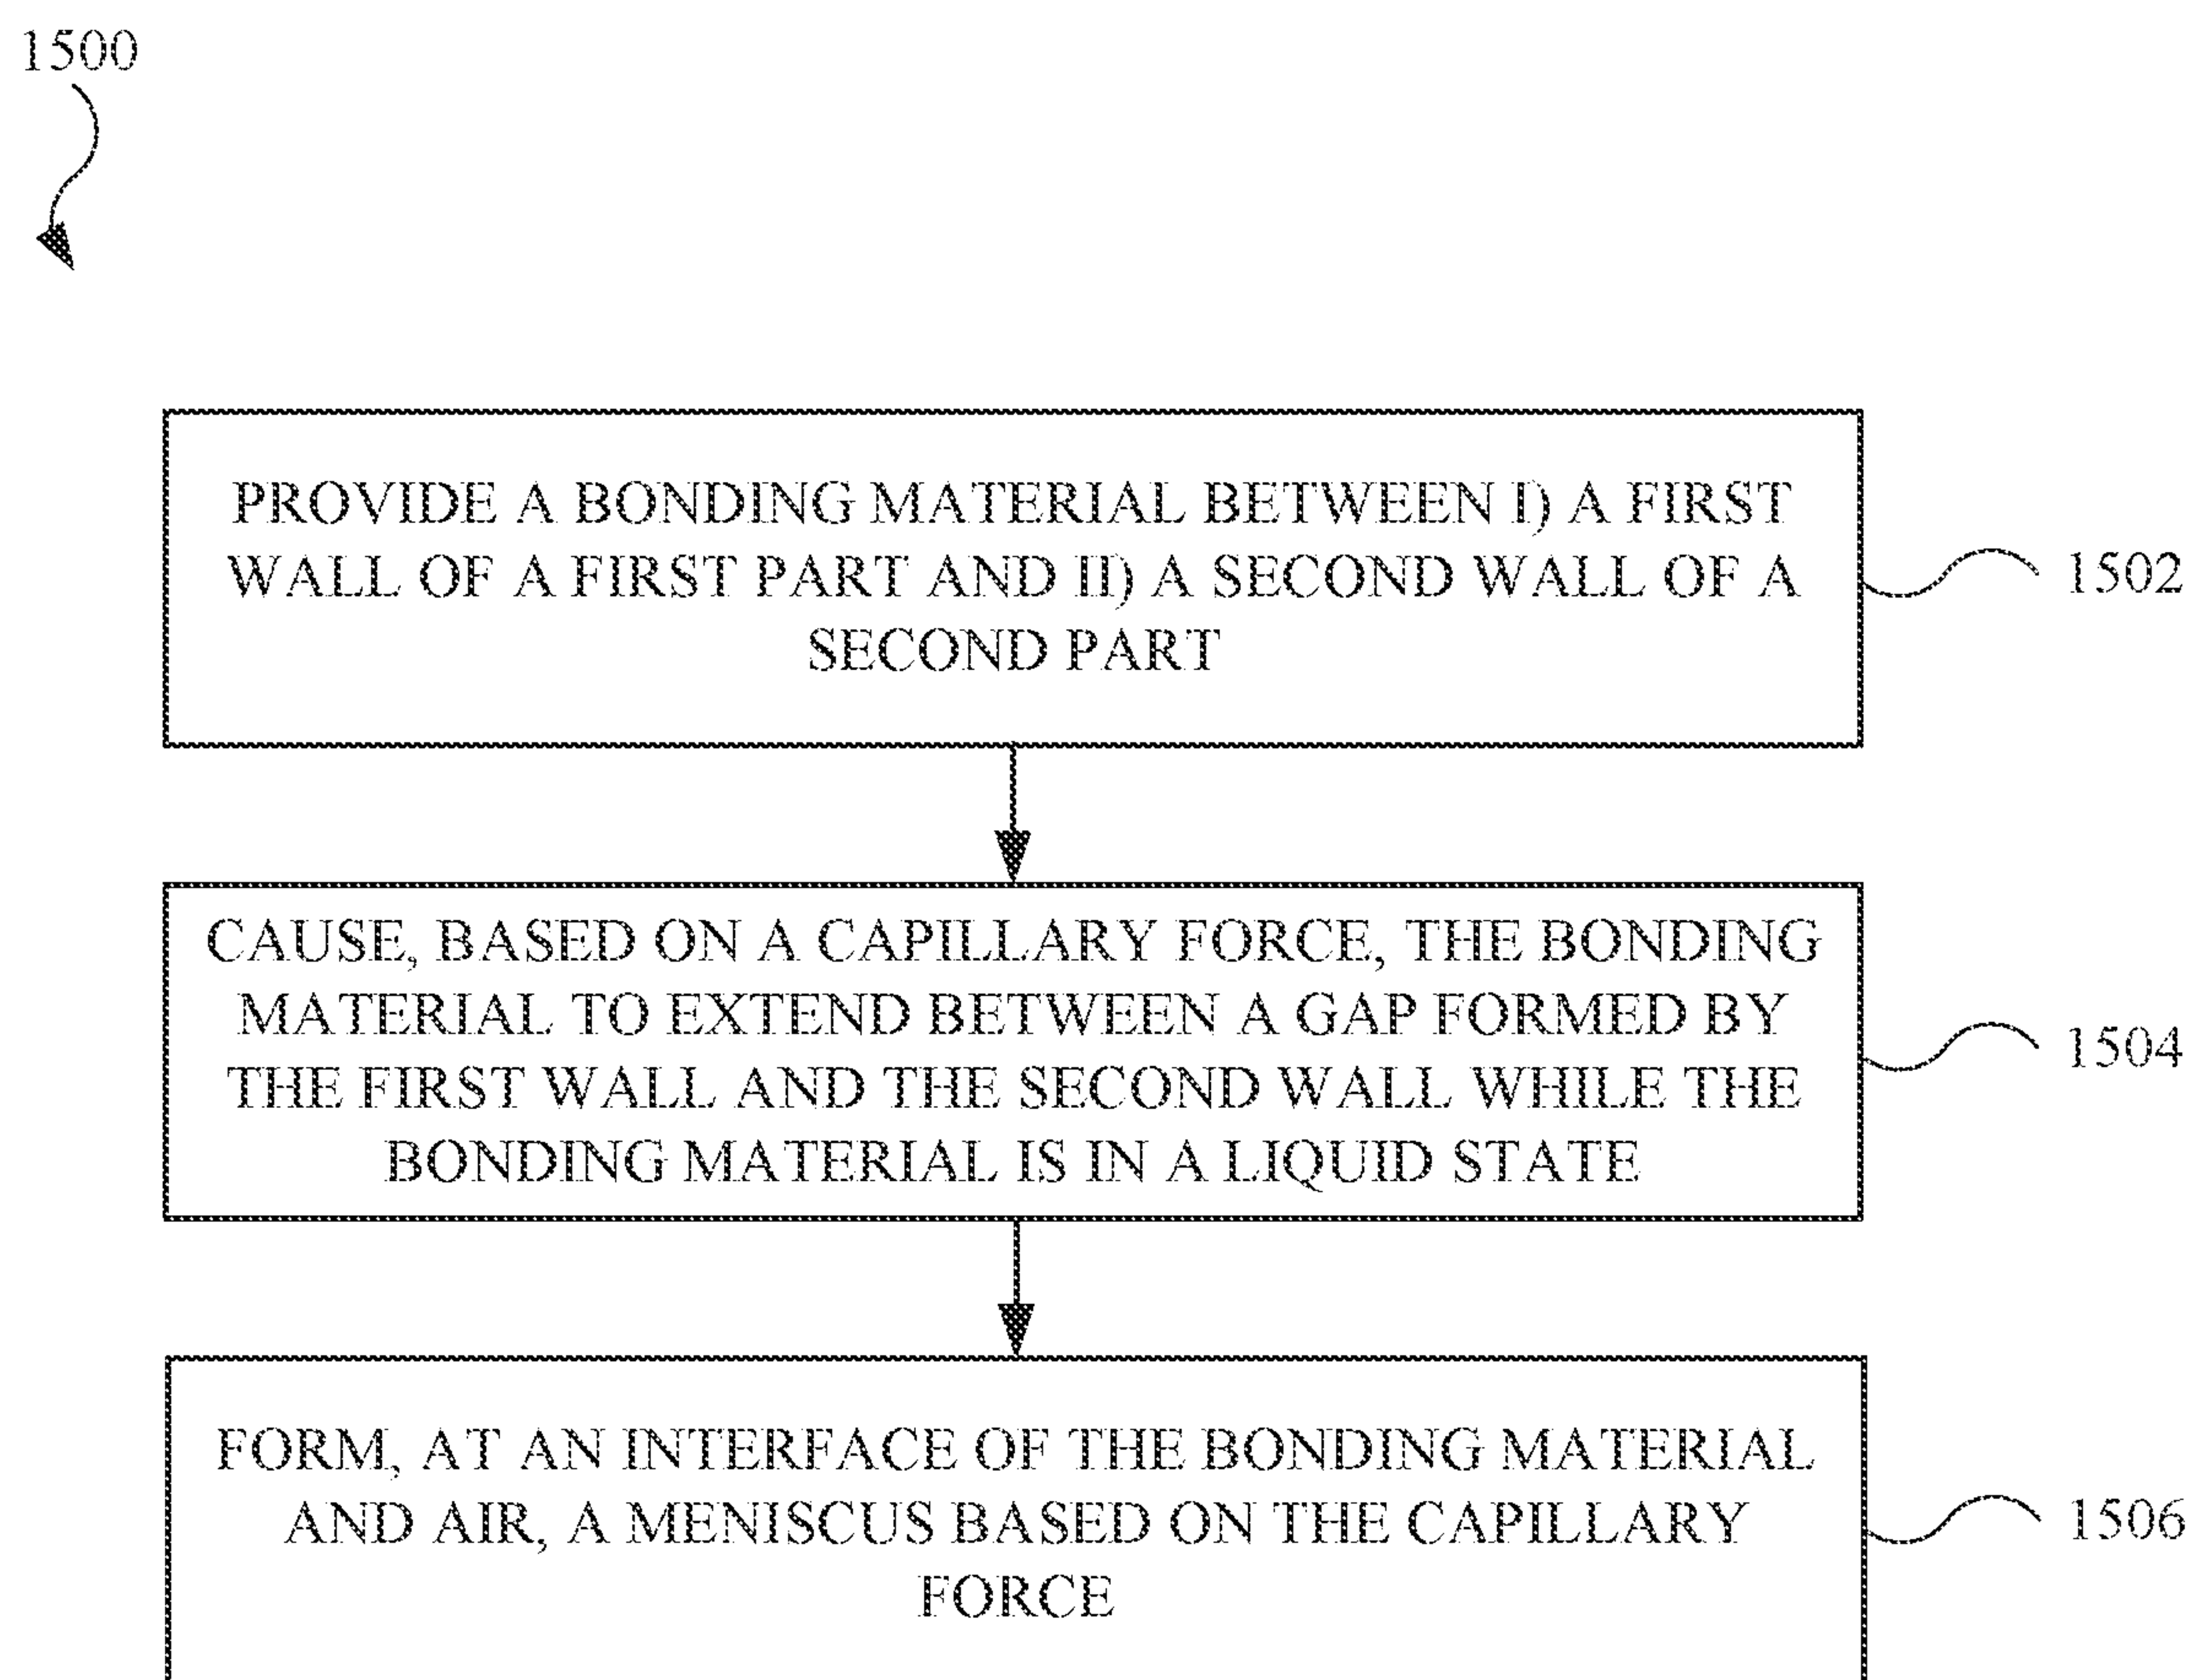 1500
PROVIDE A BONDING MATERIAL BETWEEN I) A FIRST
WALL OF A FIRST PART AND II) A SECOND WALL OF A
SECOND PART
1502
CAUSE, BASED ON A CAPILLARY FORCE, THE BONDING
MATERIAL TO EXTEND BETWEEN A GAP FORMED BY
THE FIRST WALL AND THE SECOND WALL WHILE THE
BONDING MATERIAL IS IN A LIQUID STATE
1504
FORM, AT AN INTERFACE OF THE BONDING MATERIAL
AND AIR, A MENISCUS BASED ON THE CAPILLARY
FORCE
1506